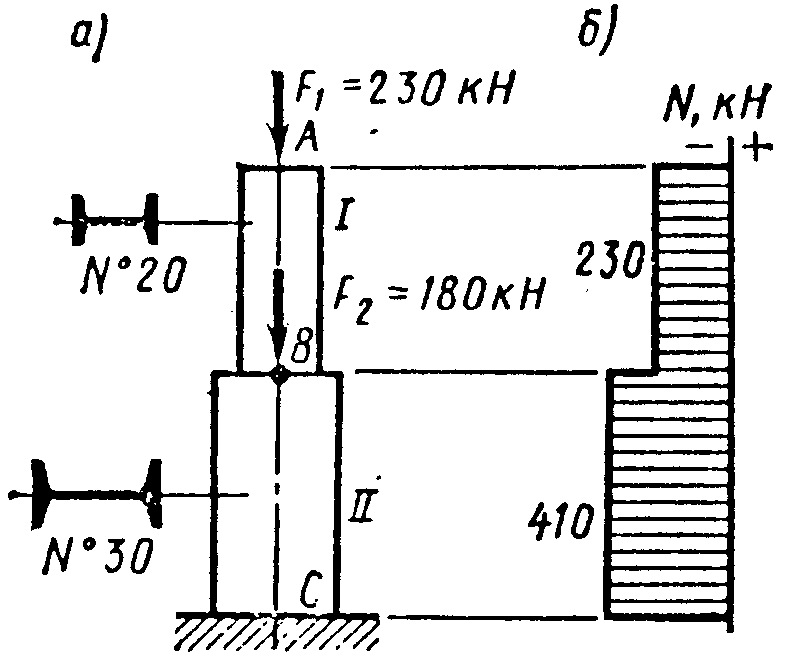 а) б)
F₁ = 230 кН
N, кН
A
− +
I
N°20
230
F₂ = 180 кН
B
II
410
N°30
C